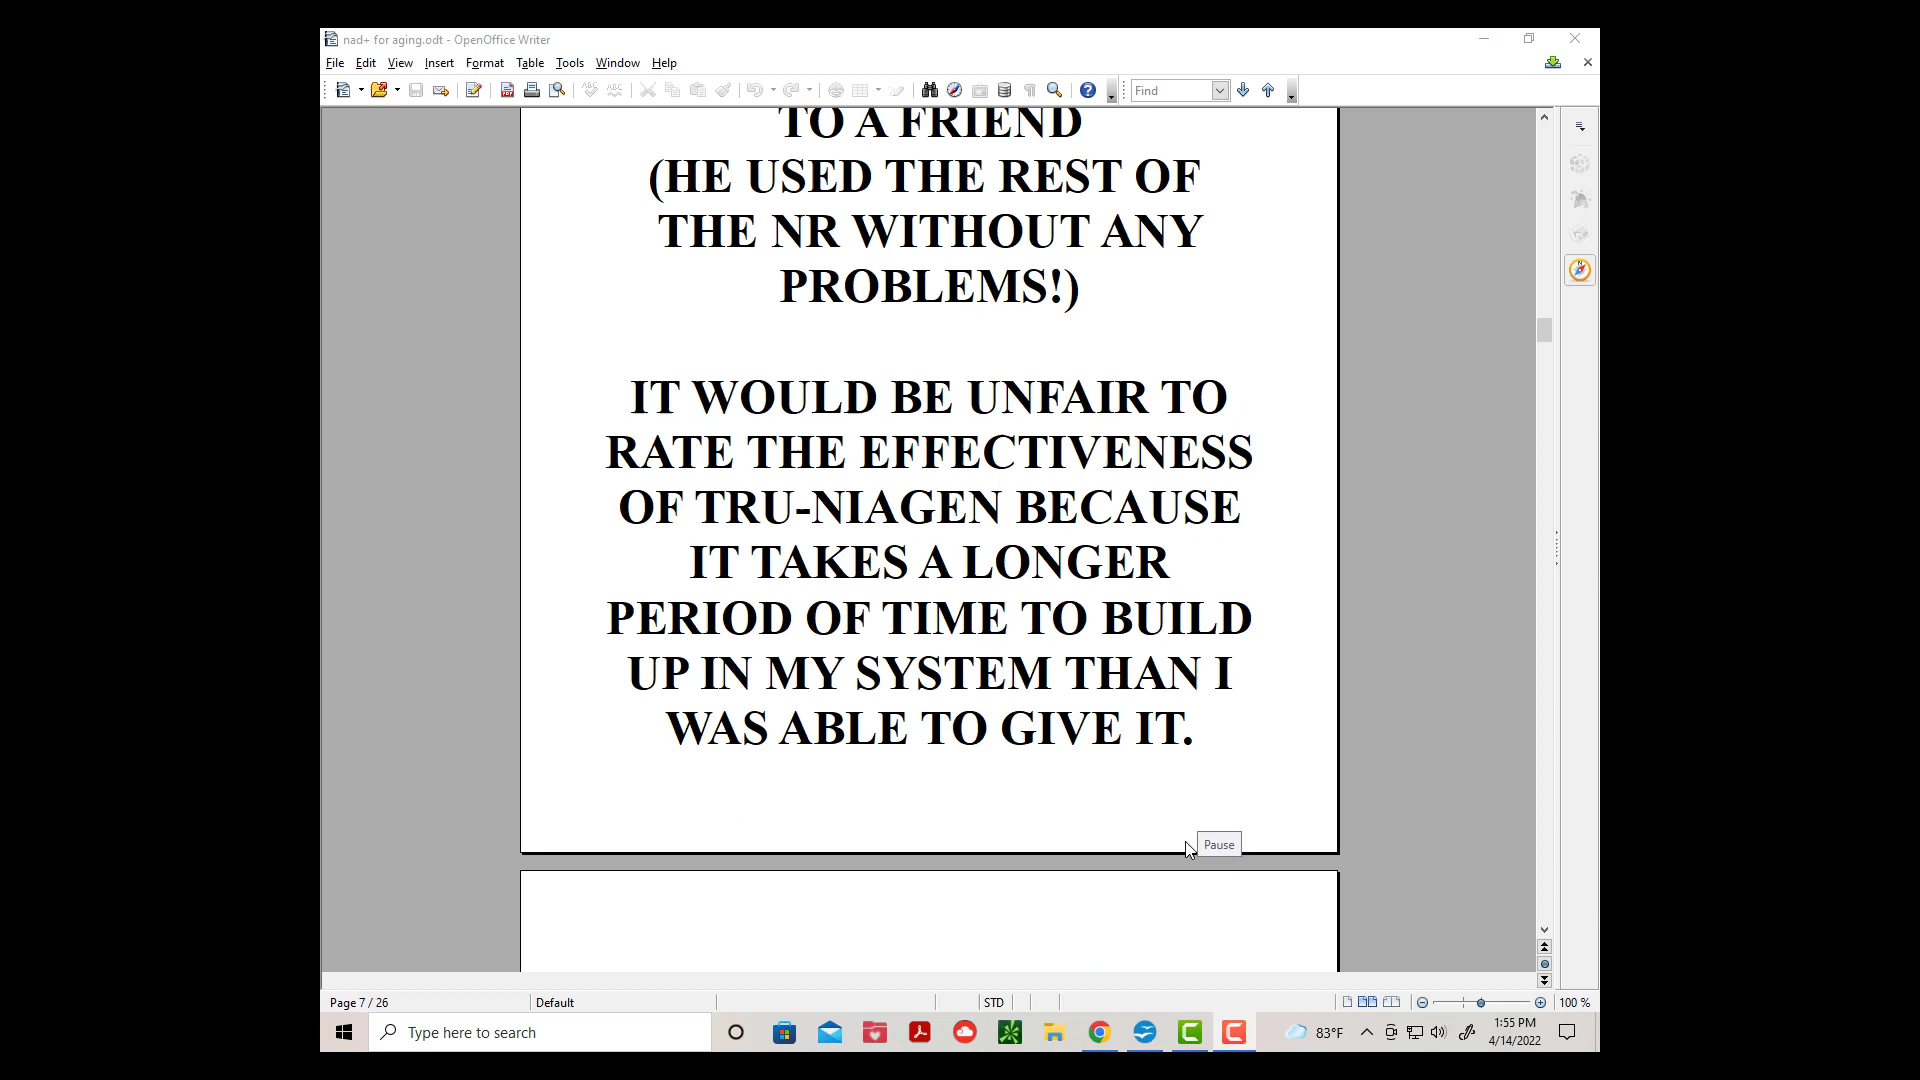 nad+ for aging.odt - OpenOffice Writer
File Edit View Insert Format Table Tools Window Help
Find
TO A FRIEND
(HE USED THE REST OF
THE NR WITHOUT ANY
PROBLEMS!)
IT WOULD BE UNFAIR TO
RATE THE EFFECTIVENESS
OF TRU-NIAGEN BECAUSE
IT TAKES A LONGER
PERIOD OF TIME TO BUILD
UP IN MY SYSTEM THAN I
WAS ABLE TO GIVE IT.
Pause
Page 7 / 26 Default STD 100 %
Type here to search 83°F 1:55 PM
4/14/2022